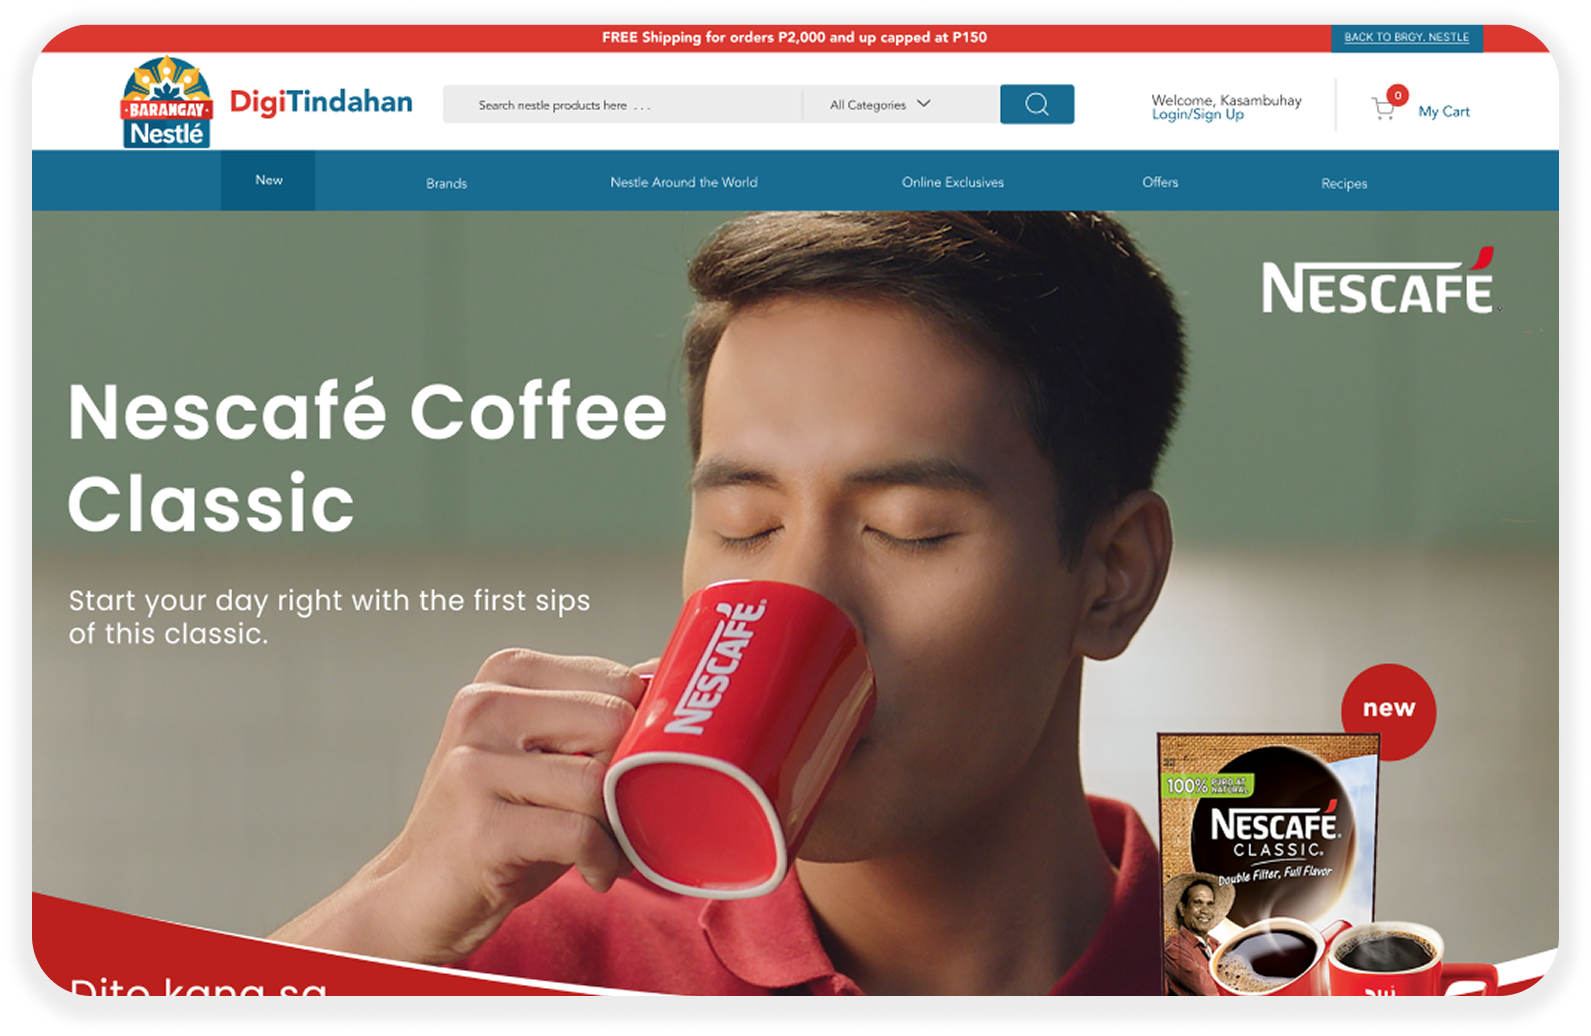 FREE Shipping for orders P2,000 and up capped at P150
BACK TO BRGY. NESTLE
BARANGAY
Nestlé
DigiTindahan
Search nestle products here ...
All Categories
Welcome, Kasambuhay
Login/Sign Up
0
My Cart
New
Brands
Nestle Around the World
Online Exclusives
Offers
Recipes
NESCAFÉ
Nescafé Coffee
Classic
Start your day right with the first sips
of this classic.
NESCAFÉ
new
100% PURO AT
NATURAL
NESCAFÉ
CLASSIC
Double Filter, Full Flavor
Dito kana sa